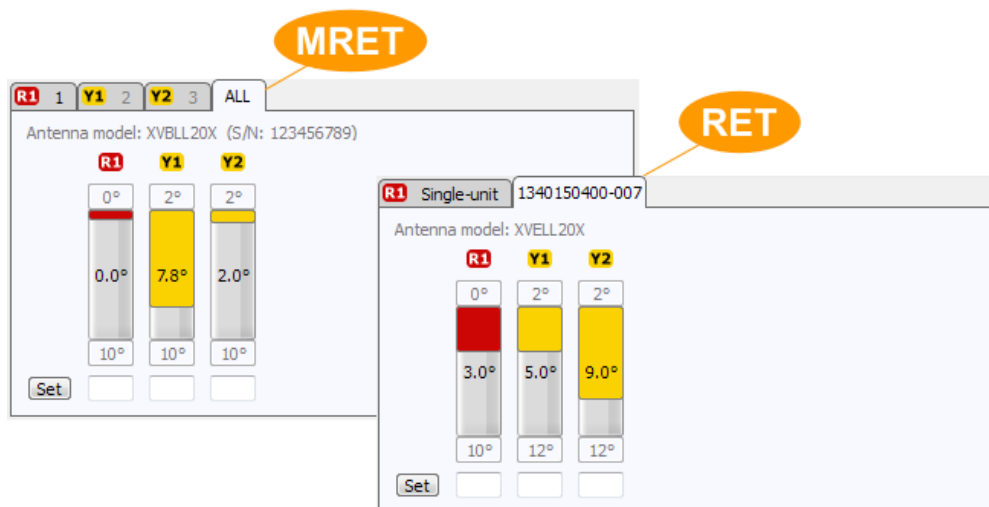 MRET
R1 1 Y1 2 Y2 3 ALL
Antenna model: XVBLL20X (S/N: 123456789)
R1 Y1 Y2
0° 2° 2°
0.0° 7.8° 2.0°
10° 10° 10°
Set
RET
R1 Single-unit 1340150400-007
Antenna model: XVELL20X
R1 Y1 Y2
0° 2° 2°
3.0° 5.0° 9.0°
10° 12° 12°
Set